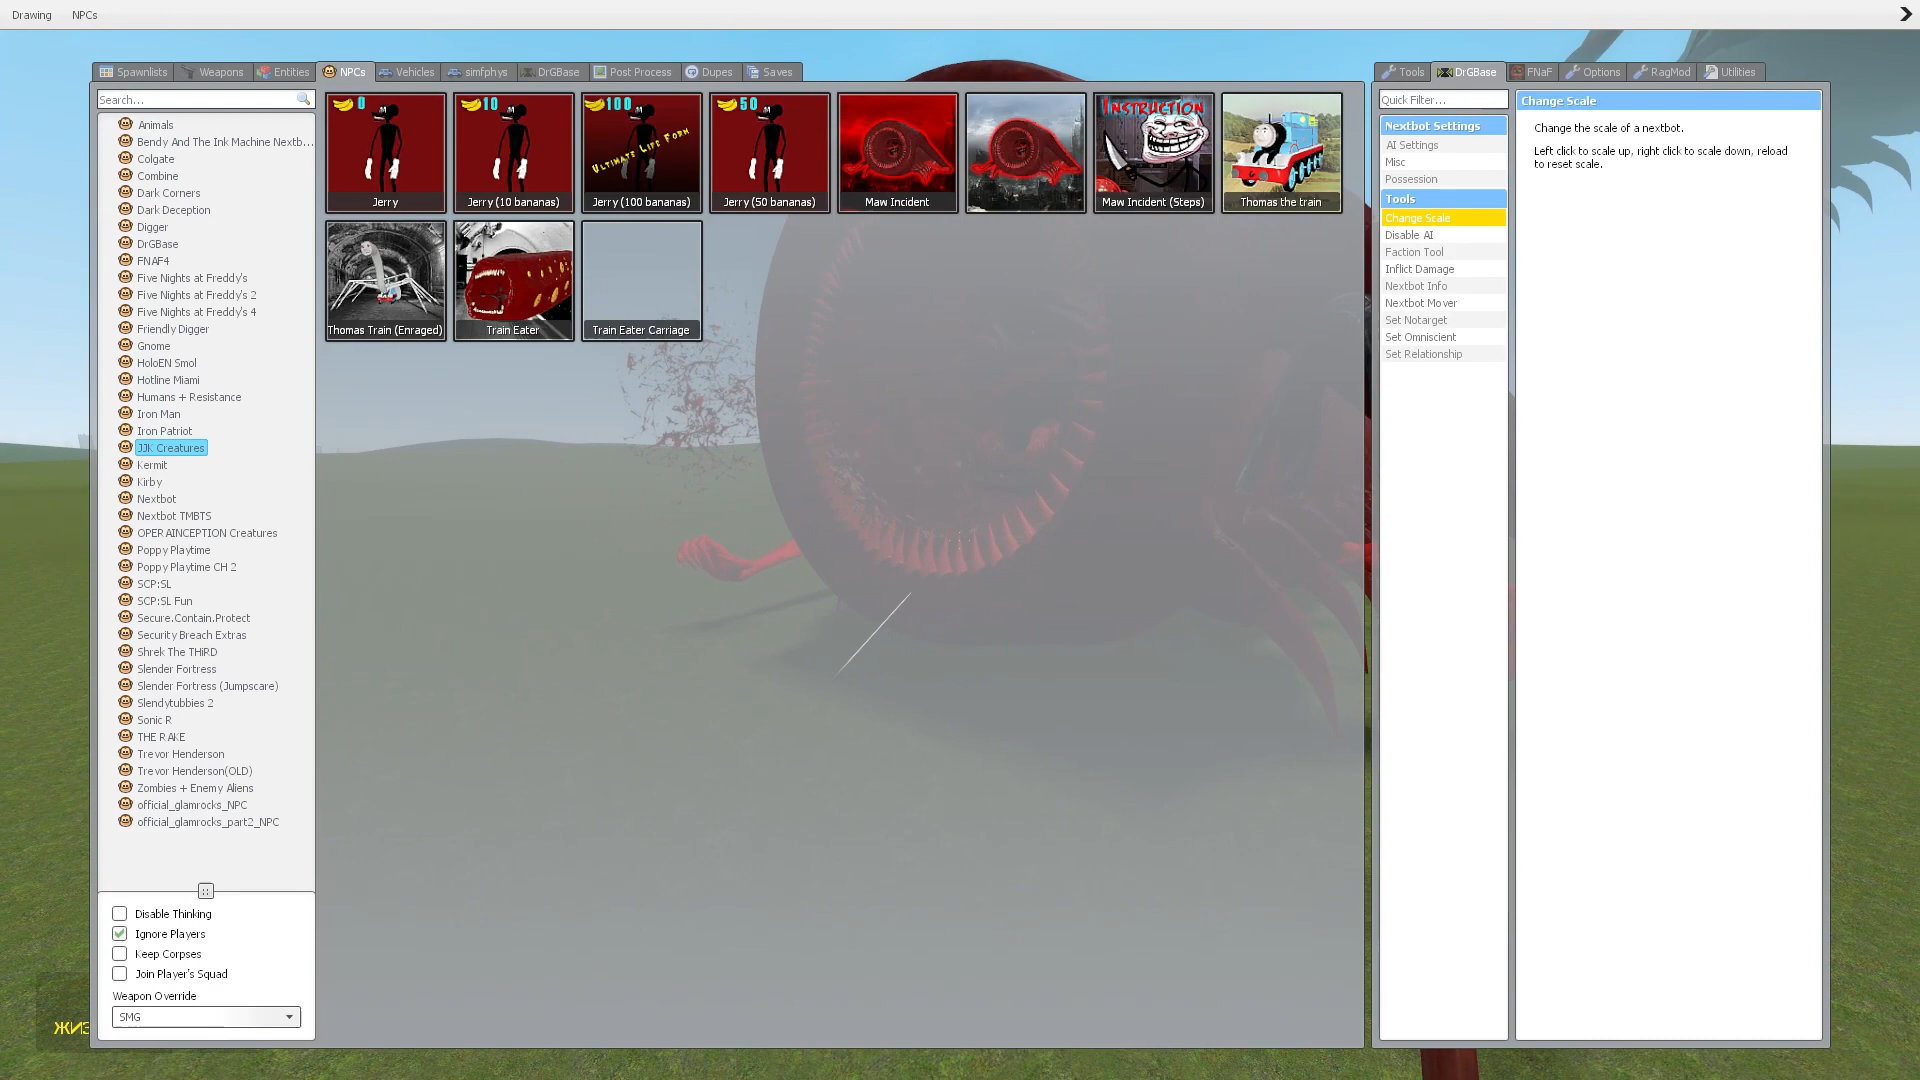 Drawing NPCs
Spawnlists Weapons Entities NPCs Vehicles simfphys DrGBase Post Process Dupes Saves
Search...
Animals
Bendy And The Ink Machine Nextb...
Colgate
Combine
Dark Corners
Dark Deception
Digger
DrGBase
FNAF4
Five Nights at Freddy's
Five Nights at Freddy's 2
Five Nights at Freddy's 4
Friendly Digger
Gnome
HoloEN Smol
Hotline Miami
Humans + Resistance
Iron Man
Iron Patriot
JJK Creatures
Kermit
Kirby
Nextbot
Nextbot TMBTS
OPERAINCEPTION Creatures
Poppy Playtime
Poppy Playtime CH 2
SCP:SL
SCP:SL Fun
Secure.Contain.Protect
Security Breach Extras
Shrek The THiRD
Slender Fortress
Slender Fortress (Jumpscare)
Slendytubbies 2
Sonic R
THE RAKE
Trevor Henderson
Trevor Henderson(OLD)
Zombies + Enemy Aliens
official_glamrocks_NPC
official_glamrocks_part2_NPC
Disable Thinking
Ignore Players
Keep Corpses
Join Player's Squad
Weapon Override
SMG
ЖИЗ
0 10 100 50 INSTRUCTION
ULTIMATE LIFE FORM
Jerry Jerry (10 bananas) Jerry (100 bananas) Jerry (50 bananas) Maw Incident Maw Incident (Steps) Thomas the train
Thomas Train (Enraged) Train Eater Train Eater Carriage
Tools DrGBase FNaF Options RagMod Utilities
Quick Filter...
Nextbot Settings
AI Settings
Misc
Possession
Tools
Change Scale
Disable AI
Faction Tool
Inflict Damage
Nextbot Info
Nextbot Mover
Set Notarget
Set Omniscient
Set Relationship
Change Scale
Change the scale of a nextbot.
Left click to scale up, right click to scale down, reload
to reset scale.